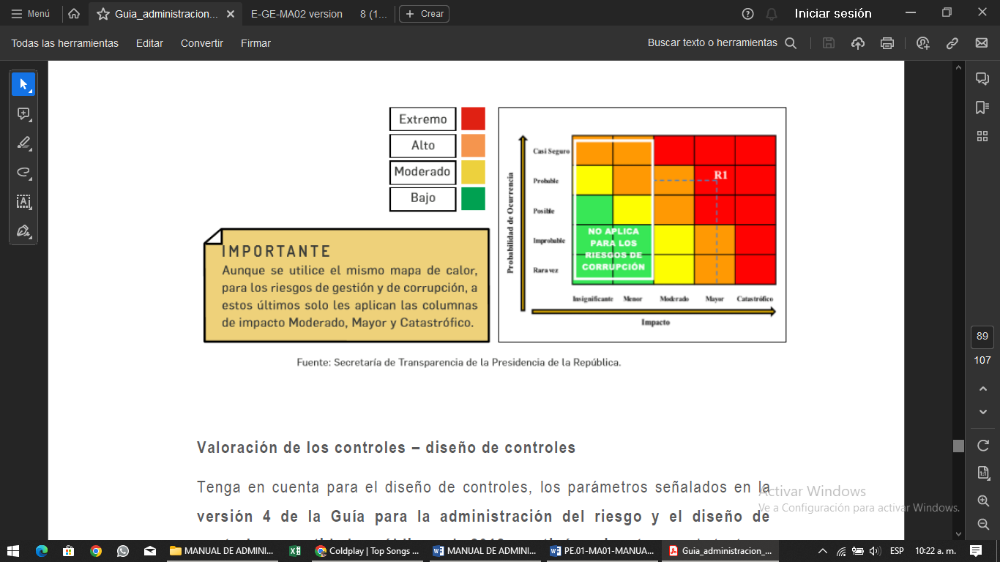 Menú
Guia_administracion...
E-GE-MA02 version 8 (1...
Crear
Iniciar sesión
Todas las herramientas
Editar
Convertir
Firmar
Buscar texto o herramientas
Extremo
Alto
Moderado
Bajo
IMPORTANTE
Aunque se utilice el mismo mapa de calor,
para los riesgos de gestión y de corrupción, a
estos últimos solo les aplican las columnas
de impacto Moderado, Mayor y Catastrófico.
Probabilidad de Ocurrencia
Casi Seguro
Probable
R1
Posible
Improbable
Rara vez
NO APLICA
PARA LOS
RIESGOS DE
CORRUPCIÓN
Insignificante Menor Moderado Mayor Catastrófico
Impacto
Fuente: Secretaría de Transparencia de la Presidencia de la República.
Valoración de los controles – diseño de controles
Tenga en cuenta para el diseño de controles, los parámetros señalados en la
versión 4 de la Guía para la administración del riesgo y el diseño de
89
107
Activar Windows
Ve a Configuración para activar Windows.
MANUAL DE ADMINI...
Coldplay | Top Songs ...
MANUAL DE ADMINI...
PE.01-MA01-MANUA...
Guia_administracion_...
ESP
10:22 a. m.